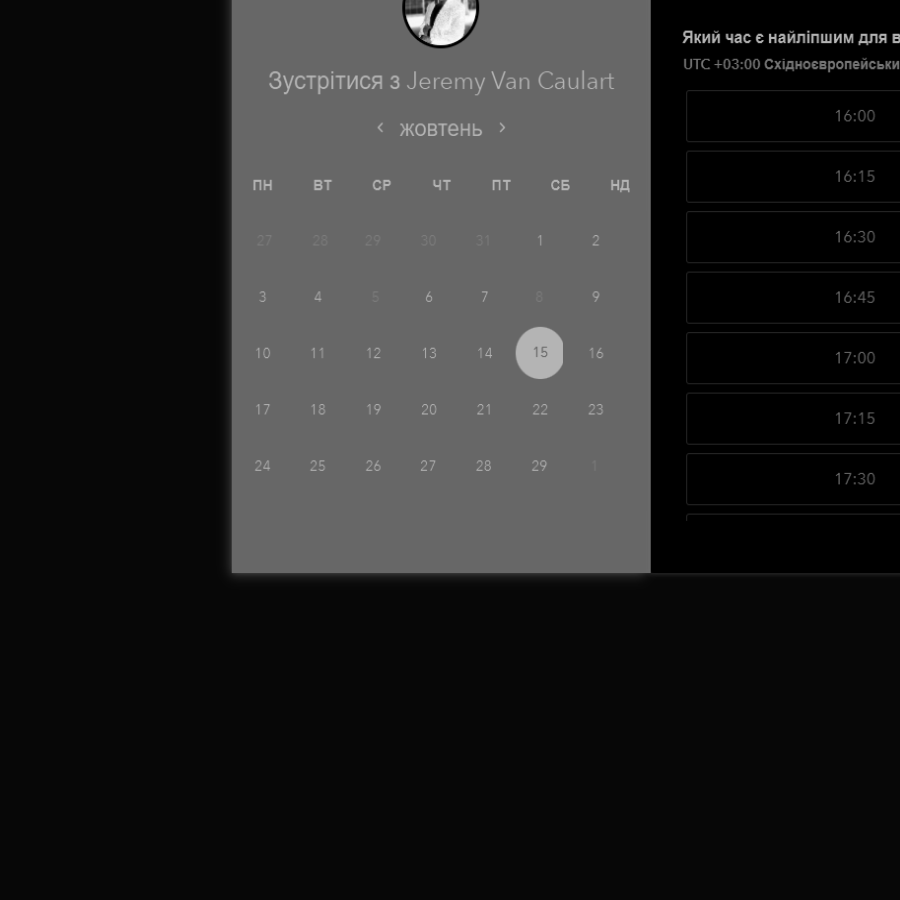 Зустрітися з Jeremy Van Caulart
‹ жовтень ›
ПН ВТ СР ЧТ ПТ СБ НД
27 28 29 30 31 1 2
3 4 5 6 7 8 9
10 11 12 13 14 15 16
17 18 19 20 21 22 23
24 25 26 27 28 29 1
Який час є найліпшим для
UTC +03:00 Східноєвропейськи
16:00
16:15
16:30
16:45
17:00
17:15
17:30